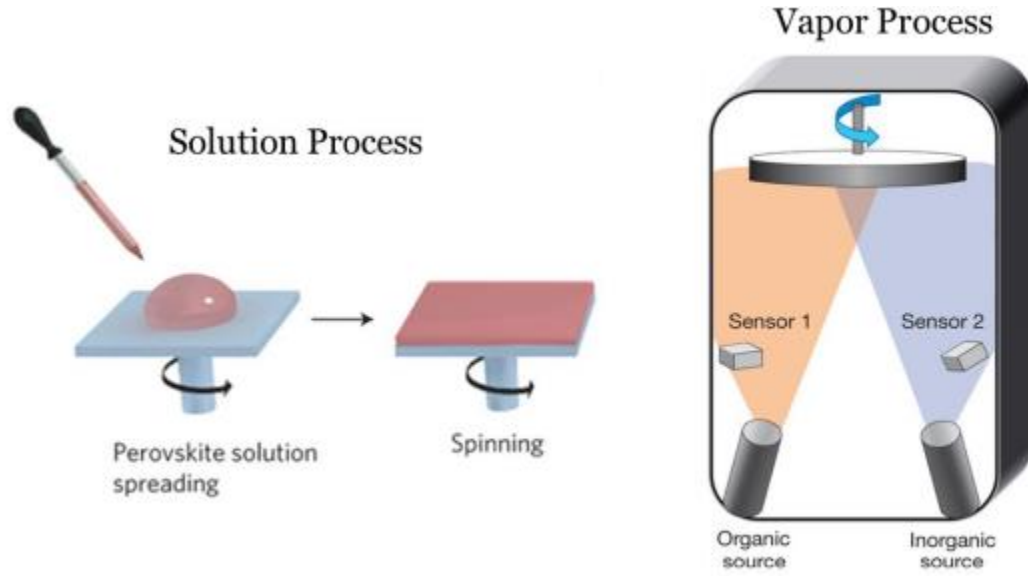 Solution Process
Perovskite solution
spreading
Spinning
Vapor Process
Sensor 1
Sensor 2
Organic
source
Inorganic
source